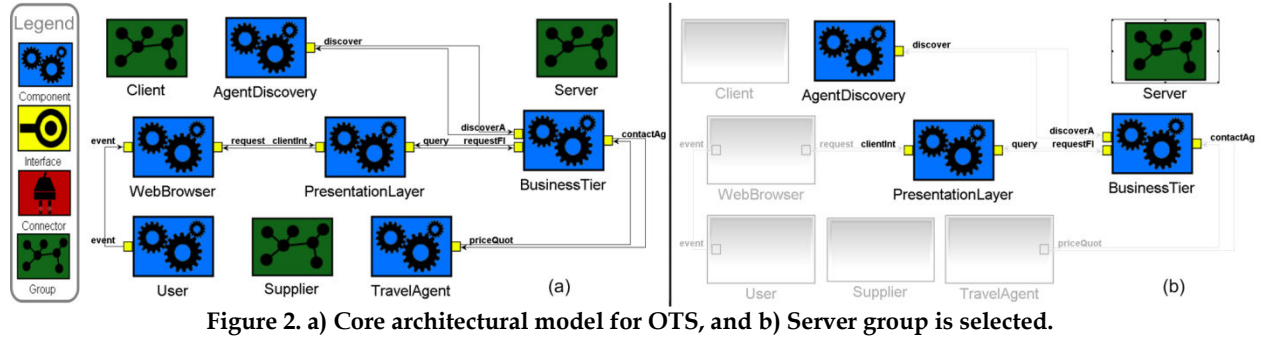 Legend
Component
Interface
Connector
Group
Client
AgentDiscovery
discover
Server
discoverA
contactAg
event
request
clientInt
query
requestFl
WebBrowser
PresentationLayer
BusinessTier
event
priceQuot
User
Supplier
TravelAgent
(a)
Client
AgentDiscovery
discover
Server
discoverA
contactAg
event
request
clientInt
query
requestFl
WebBrowser
PresentationLayer
BusinessTier
event
priceQuot
User
Supplier
TravelAgent
(b)
Figure 2. a) Core architectural model for OTS, and b) Server group is selected.